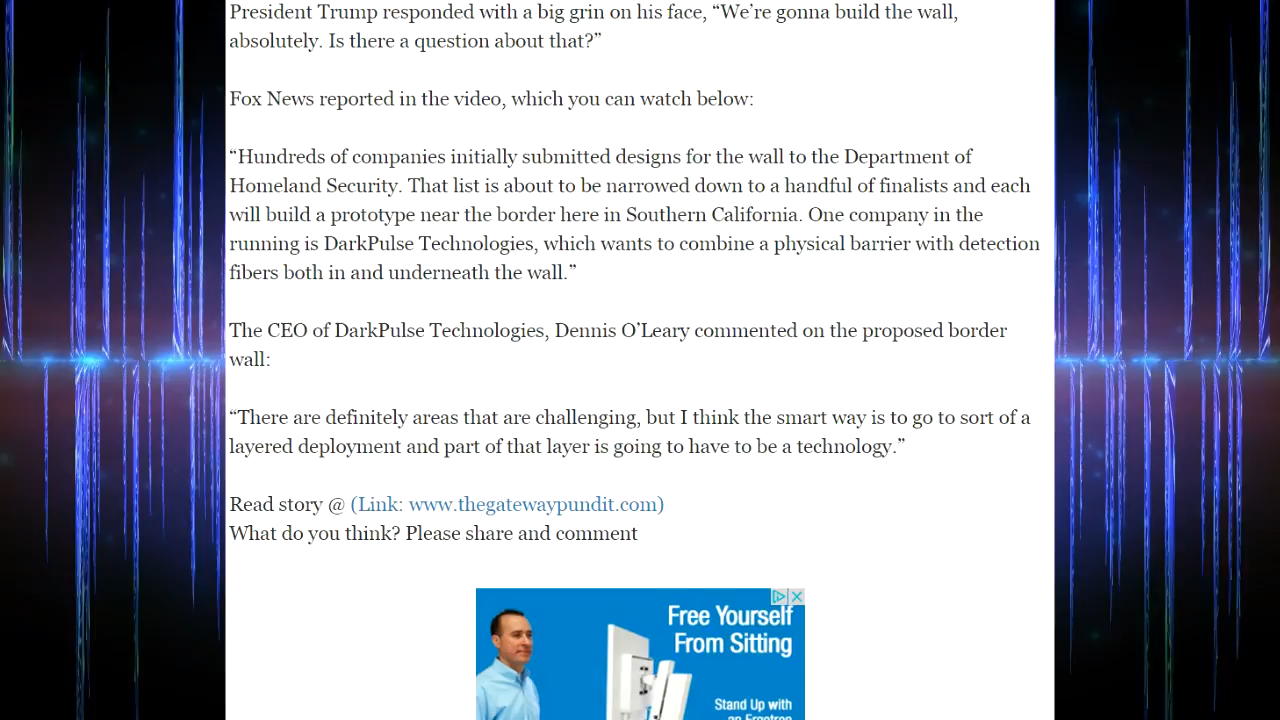 President Trump responded with a big grin on his face, “We’re gonna build the wall,
absolutely. Is there a question about that?”
Fox News reported in the video, which you can watch below:
“Hundreds of companies initially submitted designs for the wall to the Department of
Homeland Security. That list is about to be narrowed down to a handful of finalists and each
will build a prototype near the border here in Southern California. One company in the
running is DarkPulse Technologies, which wants to combine a physical barrier with detection
fibers both in and underneath the wall.”
The CEO of DarkPulse Technologies, Dennis O’Leary commented on the proposed border
wall:
“There are definitely areas that are challenging, but I think the smart way is to go to sort of a
layered deployment and part of that layer is going to have to be a technology.”
Read story @ (Link: www.thegatewaypundit.com)
What do you think? Please share and comment
Free Yourself
From Sitting
Stand Up with
an